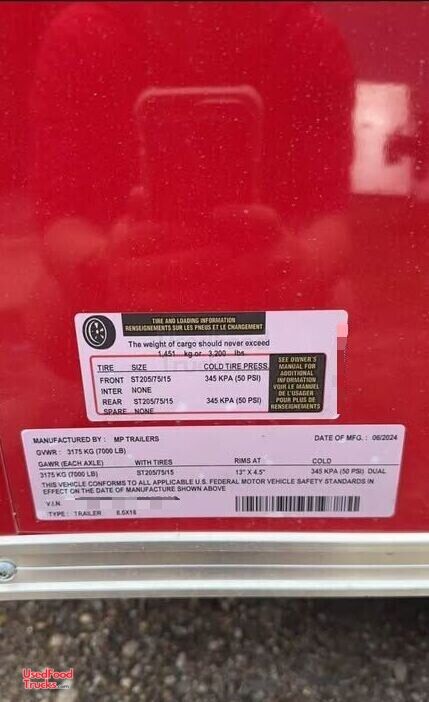 TIRE AND LOADING INFORMATION
RENSEIGNEMENTS SUR LES PNEUS ET LE CHARGEMENT
The weight of cargo should never exceed
1,451 kg or 3,200 lbs
TIRE SIZE COLD TIRE PRESS.
FRONT ST205/75/15 345 KPA (50 PSI)
INTER NONE
REAR ST205/75/15 345 KPA (50 PSI)
SPARE NONE
SEE OWNER'S
MANUAL FOR
ADDITIONAL
INFORMATION
VOIR LE MANUEL
DE L'USAGER
POUR PLUS DE
RENSEIGNEMENTS
MANUFACTURED BY : MP TRAILERS DATE OF MFG. : 06/2024
GVWR : 3175 KG (7000 LB)
GAWR (EACH AXLE) WITH TIRES RIMS AT COLD
3175 KG (7000 LB) ST205/75/15 13" X 4.5" 345 KPA (50 PSI) DUAL
THIS VEHICLE CONFORMS TO ALL APPLICABLE U.S. FEDERAL MOTOR VEHICLE SAFETY STANDARDS IN
EFFECT ON THE DATE OF MANUFACTURE SHOWN ABOVE
V.I.N.
TYPE : TRAILER
UsedFood
Trucks.com